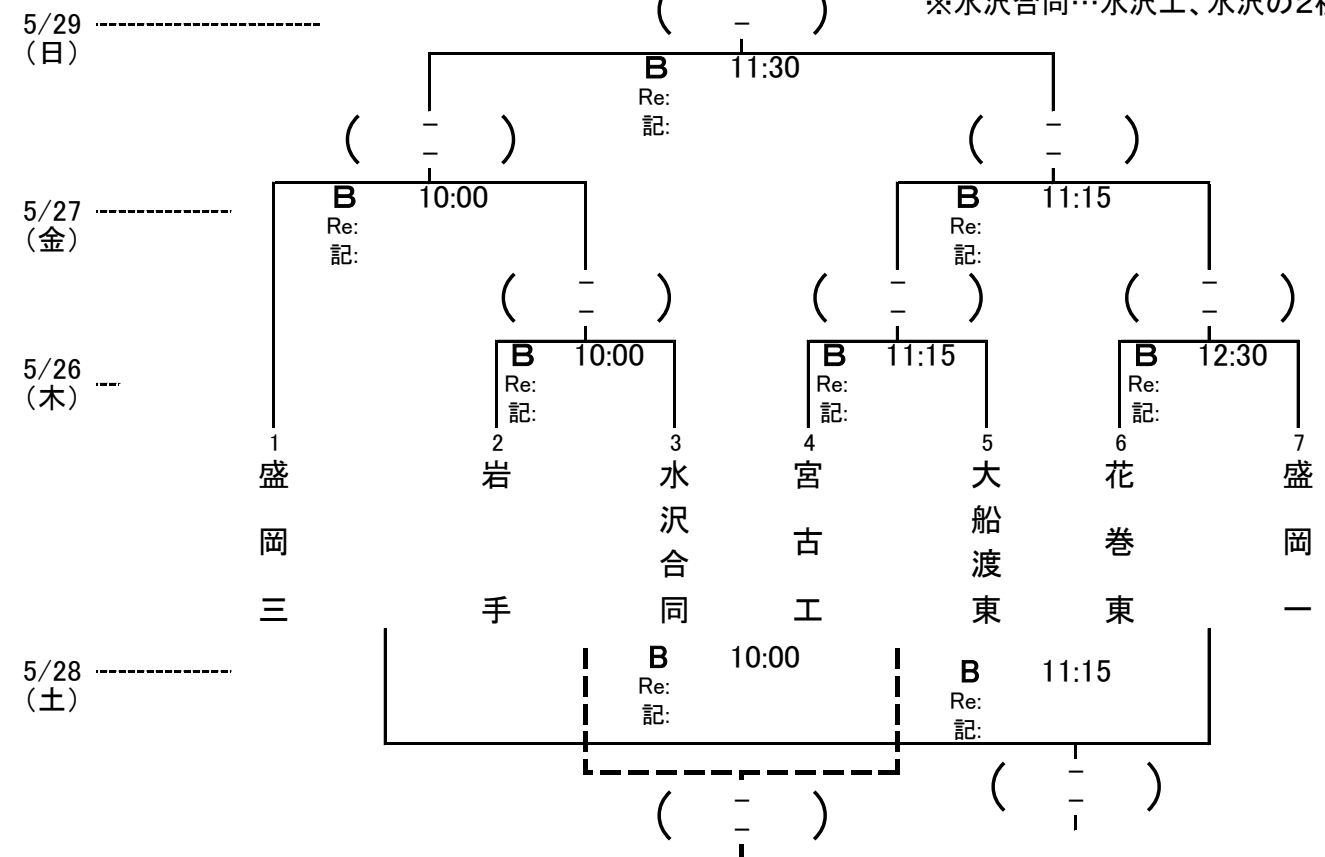 ※水沢合同…水沢工、水沢の2
5/29
（日）
( – )
B 11:30
Re:
記:
( – – )
( – – )
5/27
（金）
B 10:00
Re:
記:
B 11:15
Re:
記:
( – – )
( – – )
( – – )
5/26
（木）
B 10:00
Re:
記:
B 11:15
Re:
記:
B 12:30
Re:
記:
1
盛岡三
2
岩手
3
水沢合同
4
宮古工
5
大船渡東
6
花巻東
7
盛岡一
5/28
（土）
B 10:00
Re:
記:
B 11:15
Re:
記:
( – – )
( – – )